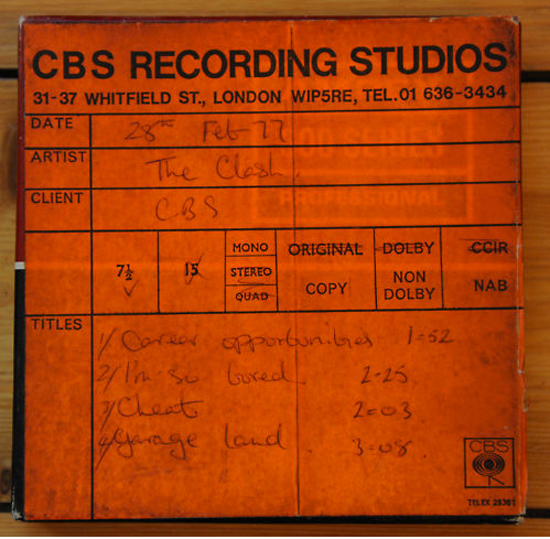 CBS RECORDING STUDIOS
31-37 WHITFIELD ST., LONDON WIP5RE, TEL.01 636-3434
DATE 28th Feb-77
ARTIST The Clash.
CLIENT CBS
PROFESSIONAL
7½ 15 MONO STEREO QUAD ORIGINAL COPY DOLBY NON DOLBY CCIR NAB
TITLES
1/ Career opportunities 1-52
2/ I'm so bored 2-25
3/ Cheat 2=03
4/ Garage land . 3-08.
CBS
TELEX